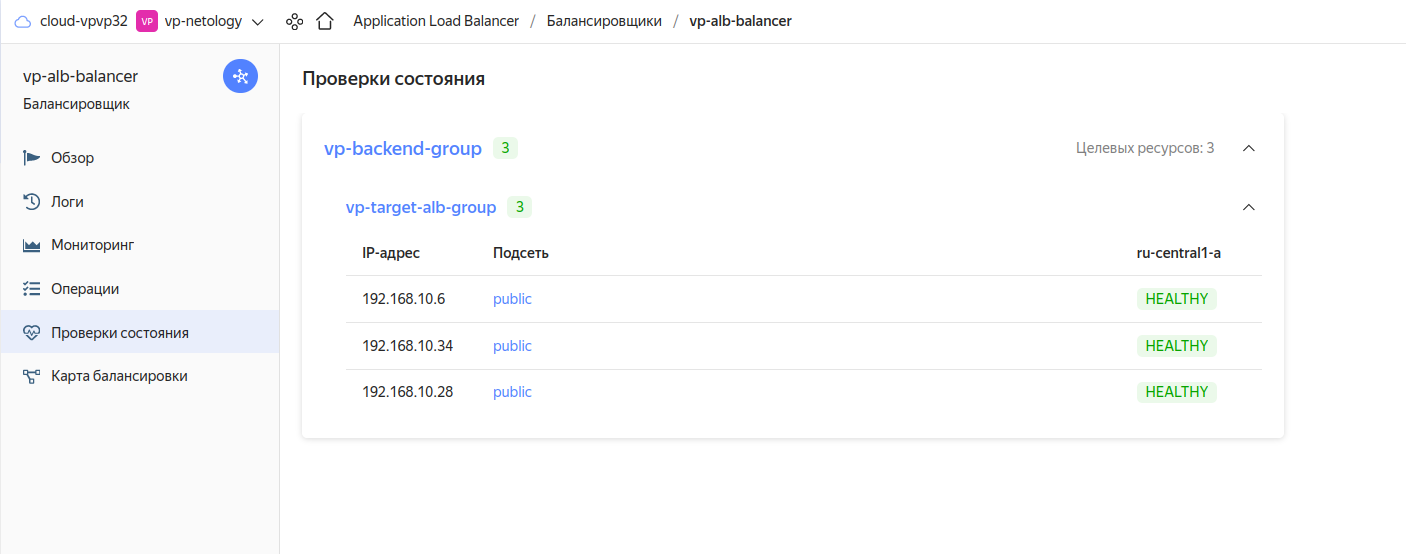 cloud-vpvp32 VP vp-netology Application Load Balancer / Балансировщики / vp-alb-balancer
vp-alb-balancer
Балансировщик
Обзор
Логи
Мониторинг
Операции
Проверки состояния
Карта балансировки
Проверки состояния
vp-backend-group 3 Целевых ресурсов: 3
vp-target-alb-group 3
IP-адрес Подсеть ru-central1-a
192.168.10.6 public HEALTHY
192.168.10.34 public HEALTHY
192.168.10.28 public HEALTHY